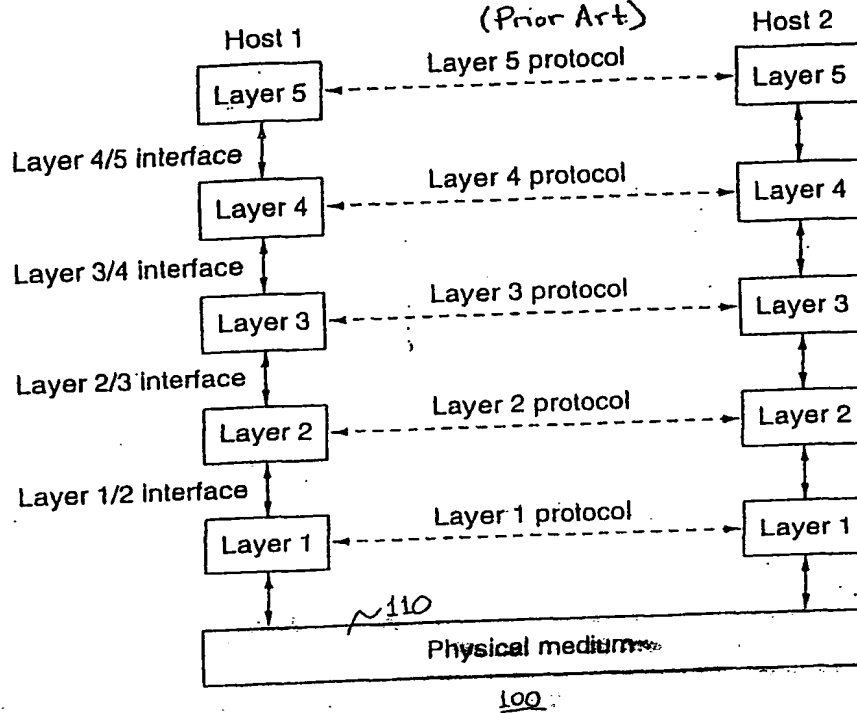 (Prior Art)
Host 1
Host 2
Layer 5 protocol
Layer 5
Layer 5
Layer 4/5 interface
Layer 4 protocol
Layer 4
Layer 4
Layer 3/4 interface
Layer 3 protocol
Layer 3
Layer 3
Layer 2/3 interface
Layer 2 protocol
Layer 2
Layer 2
Layer 1/2 interface
Layer 1 protocol
Layer 1
Layer 1
110
Physical medium
100